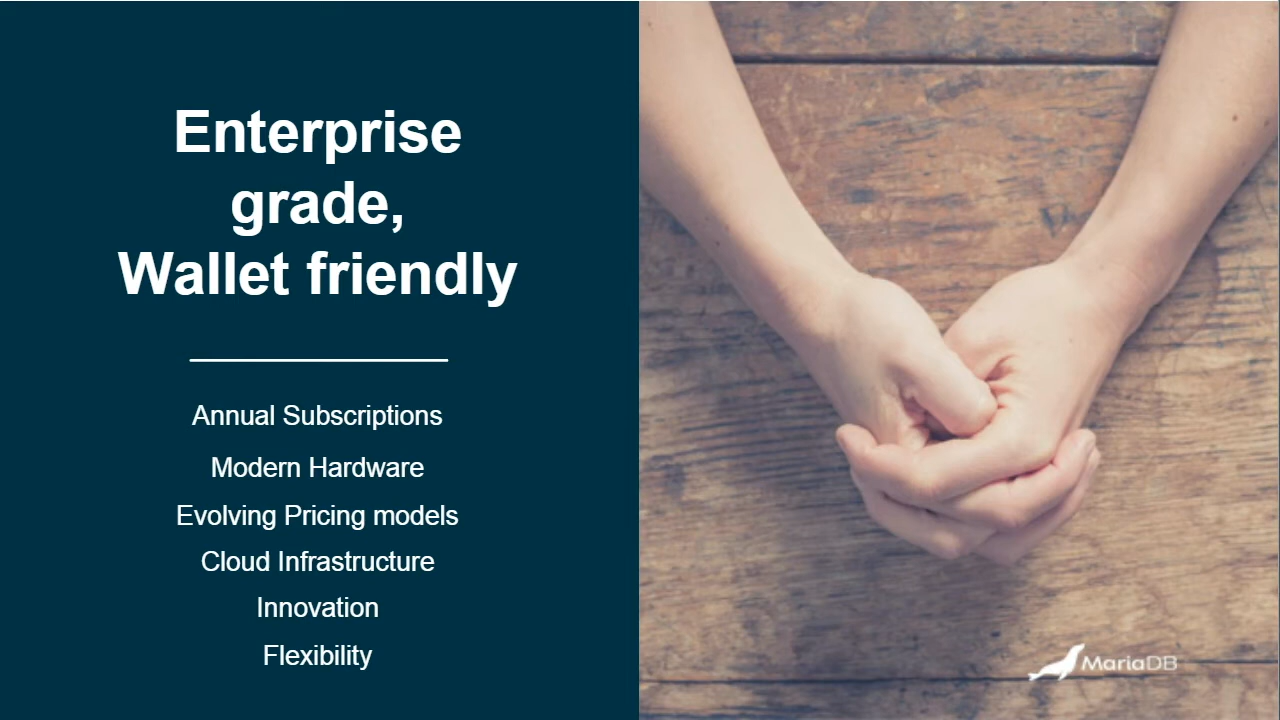 Enterprise
grade,
Wallet friendly
Annual Subscriptions
Modern Hardware
Evolving Pricing models
Cloud Infrastructure
Innovation
Flexibility
MariaDB